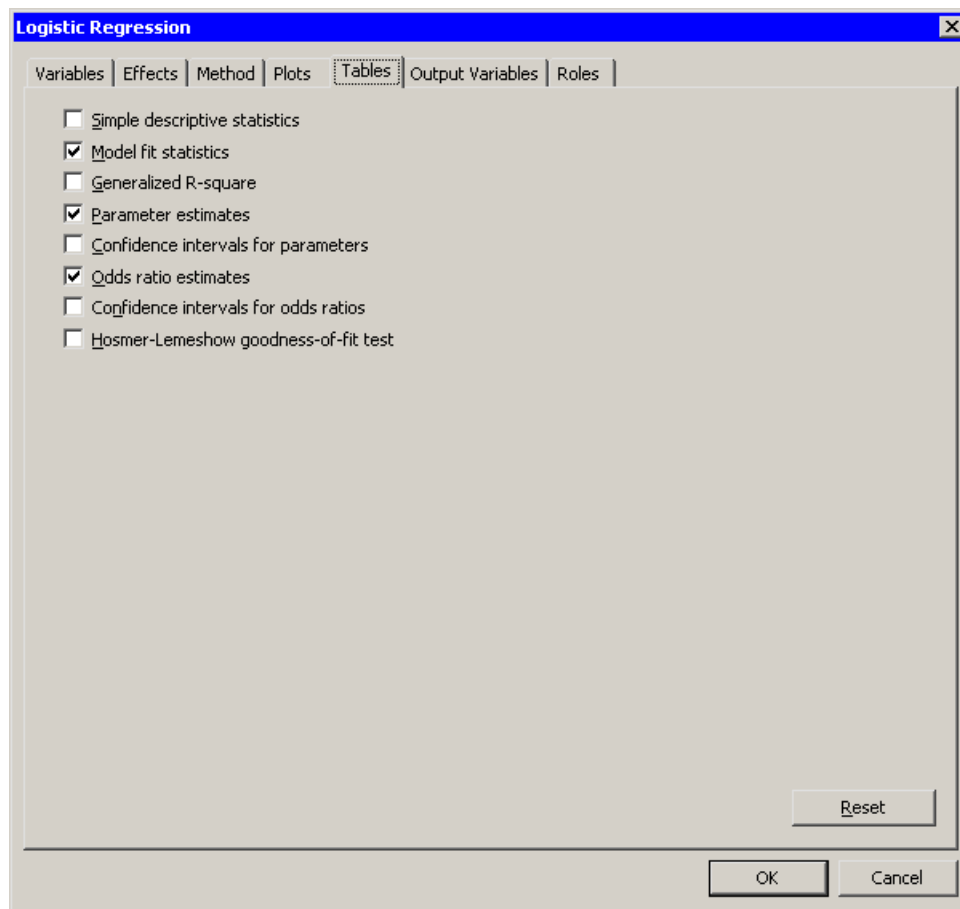 Logistic Regression
Variables Effects Method Plots Tables Output Variables Roles
Simple descriptive statistics
Model fit statistics
Generalized R-square
Parameter estimates
Confidence intervals for parameters
Odds ratio estimates
Confidence intervals for odds ratios
Hosmer-Lemeshow goodness-of-fit test
Reset
OK Cancel